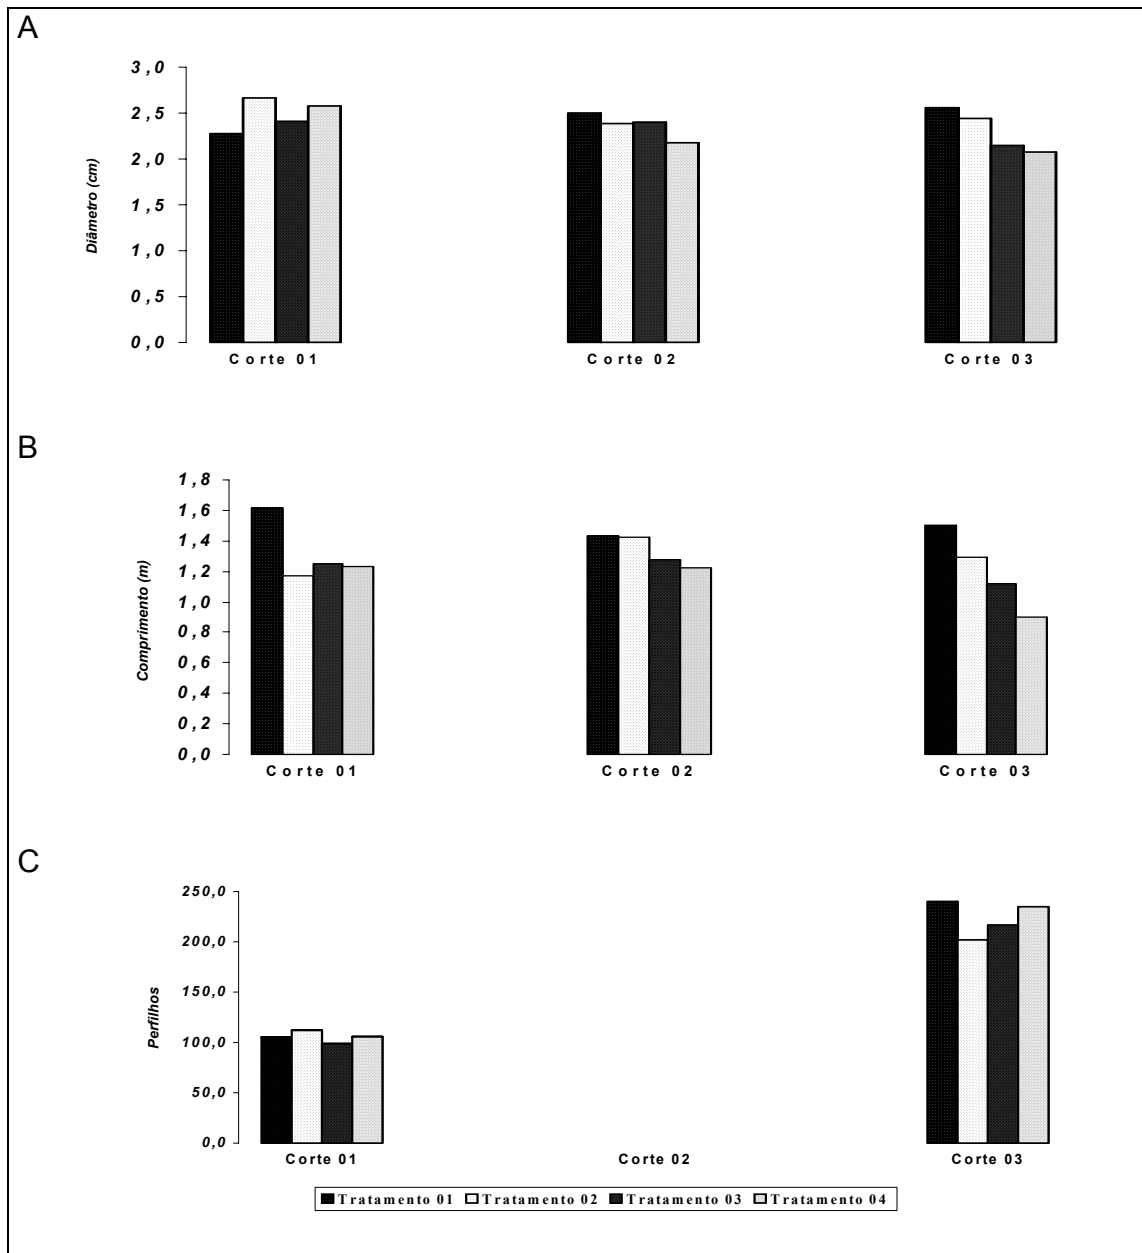 A
3,0
2,5
2,0
1,5
1,0
0,5
0,0
Diâmetro (cm)
Corte 01 Corte 02 Corte 03
B
1,8
1,6
1,4
1,2
1,0
0,8
0,6
0,4
0,2
0,0
Comprimento (m)
Corte 01 Corte 02 Corte 03
C
250,0
200,0
150,0
100,0
50,0
0,0
Perfilhos
Corte 01 Corte 02 Corte 03
Tratamento 01 Tratamento 02 Tratamento 03 Tratamento 04